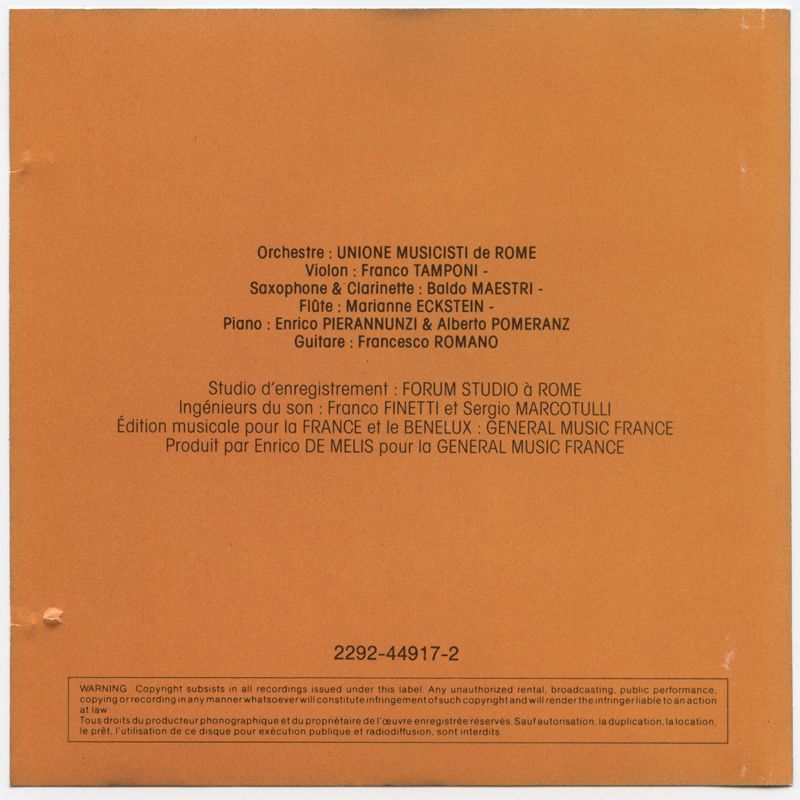 Orchestre : UNIONE MUSICISTI de ROME
Violon : Franco TAMPONI -
Saxophone & Clarinette : Baldo MAESTRI -
Flûte : Marianne ECKSTEIN -
Piano : Enrico PIERANNUNZI & Alberto POMERANZ
Guitare : Francesco ROMANO
Studio d'enregistrement : FORUM STUDIO à ROME
Ingénieurs du son : Franco FINETTI et Sergio MARCOTULLI
Édition musicale pour la FRANCE et le BENELUX : GENERAL MUSIC FRANCE
Produit par Enrico DE MELIS pour la GENERAL MUSIC FRANCE
2292-44917-2
WARNING Copyright subsists in all recordings issued under this label. Any unauthorized rental, broadcasting, public performance,
copying or recording in any manner whatsoever will constitute infringement of such copyright and will render the infringer liable to an action
at law.
Tous droits du producteur phonographique et du propriétaire de l'œuvre enregistrée réservés. Sauf autorisation, la duplication, la location,
le prêt, l'utilisation de ce disque pour exécution publique et radiodiffusion, sont interdits.